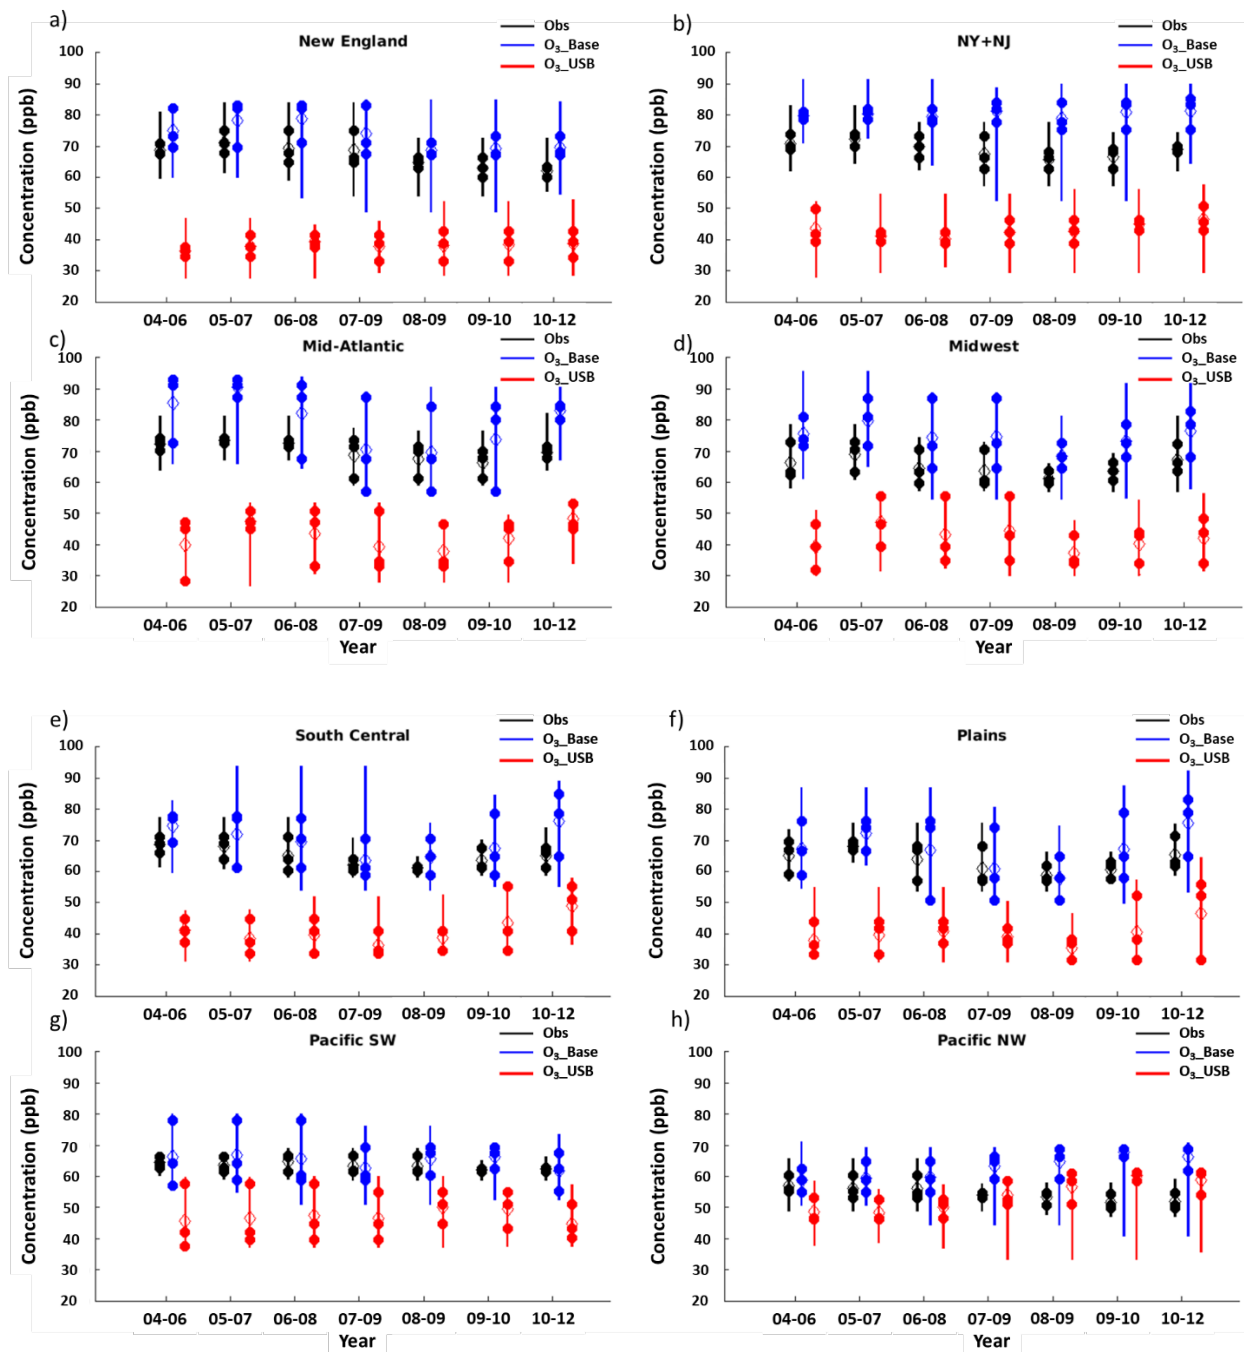 a)
New England
Obs
O₃_Base
O₃_USB
Concentration (ppb)
100
90
80
70
60
50
40
30
20
04-06 05-07 06-08 07-09 08-09 09-10 10-12
b)
NY+NJ
Obs
O₃_Base
O₃_USB
Concentration (ppb)
100
90
80
70
60
50
40
30
20
04-06 05-07 06-08 07-09 08-09 09-10 10-12
c)
Mid-Atlantic
Obs
O₃_Base
O₃_USB
Concentration (ppb)
100
90
80
70
60
50
40
30
20
04-06 05-07 06-08 07-09 08-09 09-10 10-12
Year
d)
Midwest
Obs
O₃_Base
O₃_USB
Concentration (ppb)
100
90
80
70
60
50
40
30
20
04-06 05-07 06-08 07-09 08-09 09-10 10-12
Year
e)
South Central
Obs
O₃_Base
O₃_USB
Concentration (ppb)
100
90
80
70
60
50
40
30
20
04-06 05-07 06-08 07-09 08-09 09-10 10-12
f)
Plains
Obs
O₃_Base
O₃_USB
Concentration (ppb)
100
90
80
70
60
50
40
30
20
04-06 05-07 06-08 07-09 08-09 09-10 10-12
g)
Pacific SW
Obs
O₃_Base
O₃_USB
Concentration (ppb)
100
90
80
70
60
50
40
30
20
04-06 05-07 06-08 07-09 08-09 09-10 10-12
Year
h)
Pacific NW
Obs
O₃_Base
O₃_USB
Concentration (ppb)
100
90
80
70
60
50
40
30
20
04-06 05-07 06-08 07-09 08-09 09-10 10-12
Year